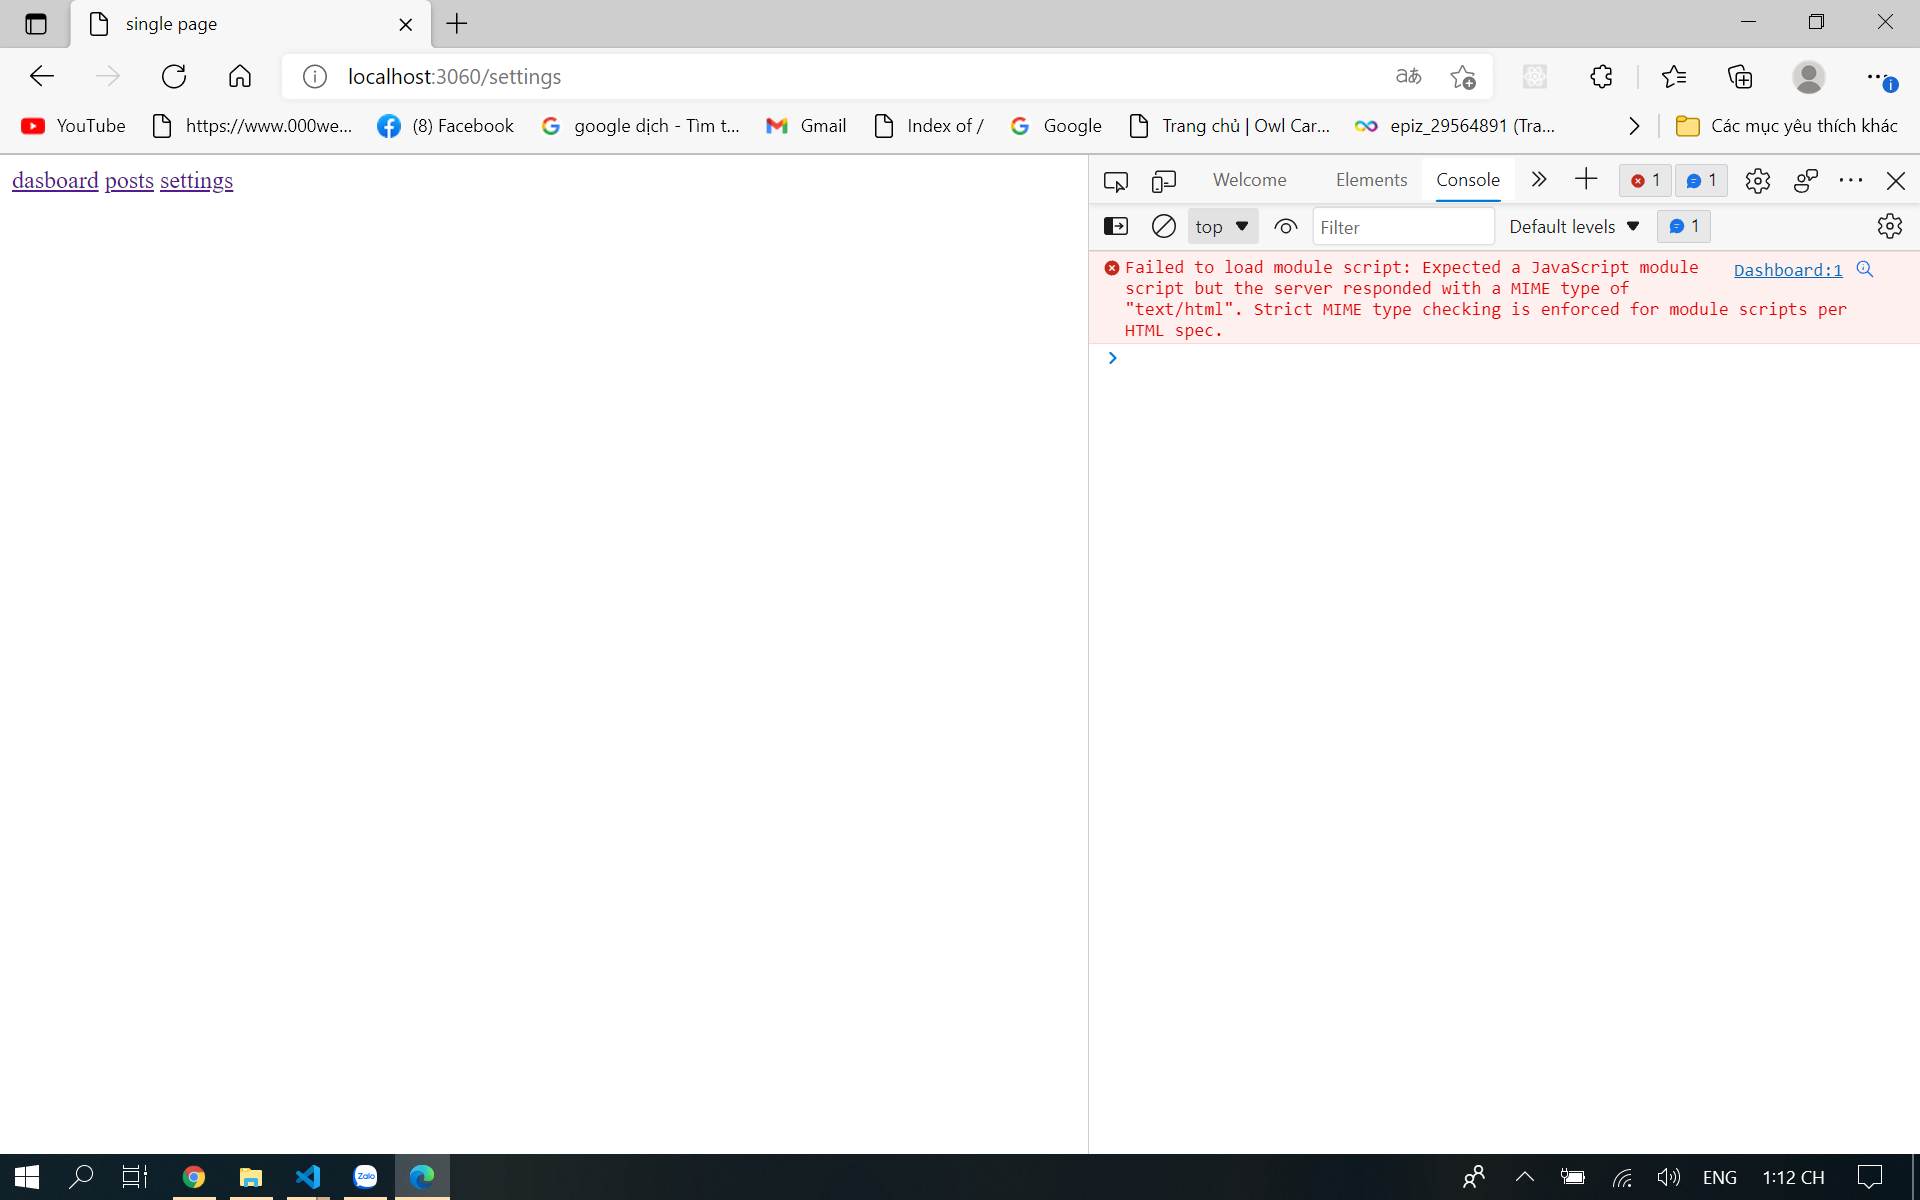 single page
localhost:3060/settings
aあ
YouTube
https://www.000we...
(8) Facebook
google dịch - Tìm t...
Gmail
Index of /
Google
Trang chủ | Owl Car...
epiz_29564891 (Tra...
Các mục yêu thích khác
dasboard posts settings
Welcome
Elements
Console
1
1
top
Filter
Default levels
1
Failed to load module script: Expected a JavaScript module
Dashboard:1
script but the server responded with a MIME type of
"text/html". Strict MIME type checking is enforced for module scripts per
HTML spec.
Zalo
ENG
1:12 CH